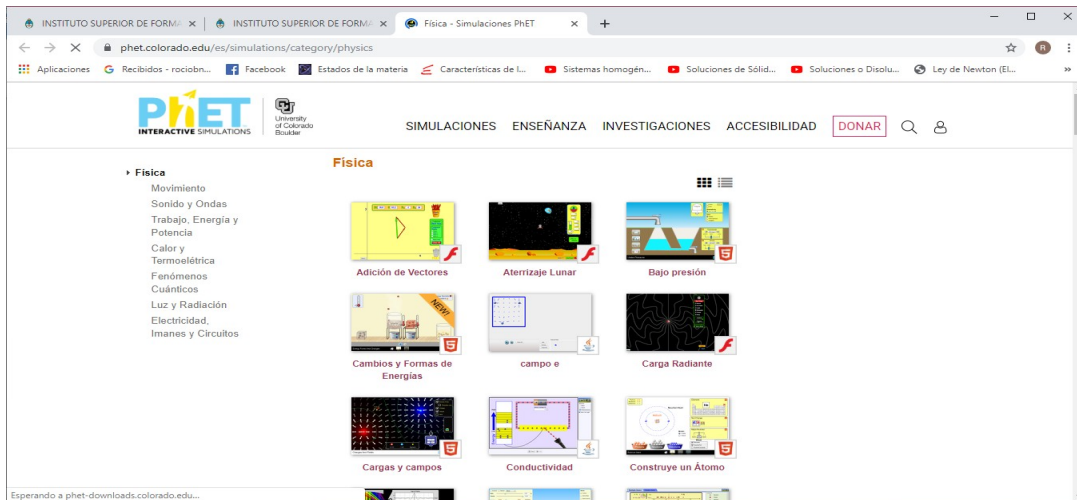 INSTITUTO SUPERIOR DE FORMA
INSTITUTO SUPERIOR DE FORMA
Física - Simulaciones PhET
phet.colorado.edu/es/simulations/category/physics
R
Aplicaciones
Recibidos - rociobn...
Facebook
Estados de la materia
Características de l...
Sistemas homogén...
Soluciones de Sólid...
Soluciones o Disolu...
Ley de Newton (El...
PhET
INTERACTIVE SIMULATIONS
University
of Colorado
Boulder
SIMULACIONES ENSEÑANZA INVESTIGACIONES ACCESIBILIDAD DONAR
Física
Movimiento
Sonido y Ondas
Trabajo, Energía y
Potencia
Calor y
Termoelétrica
Fenómenos
Cuánticos
Luz y Radiación
Electricidad,
Imanes y Circuitos
Física
Adición de Vectores
Aterrizaje Lunar
Bajo presión
NEW!
Cambios y Formas de
Energías
campo e
Carga Radiante
Cargas y campos
Conductividad
Construye un Átomo
Esperando a phet-downloads.colorado.edu...